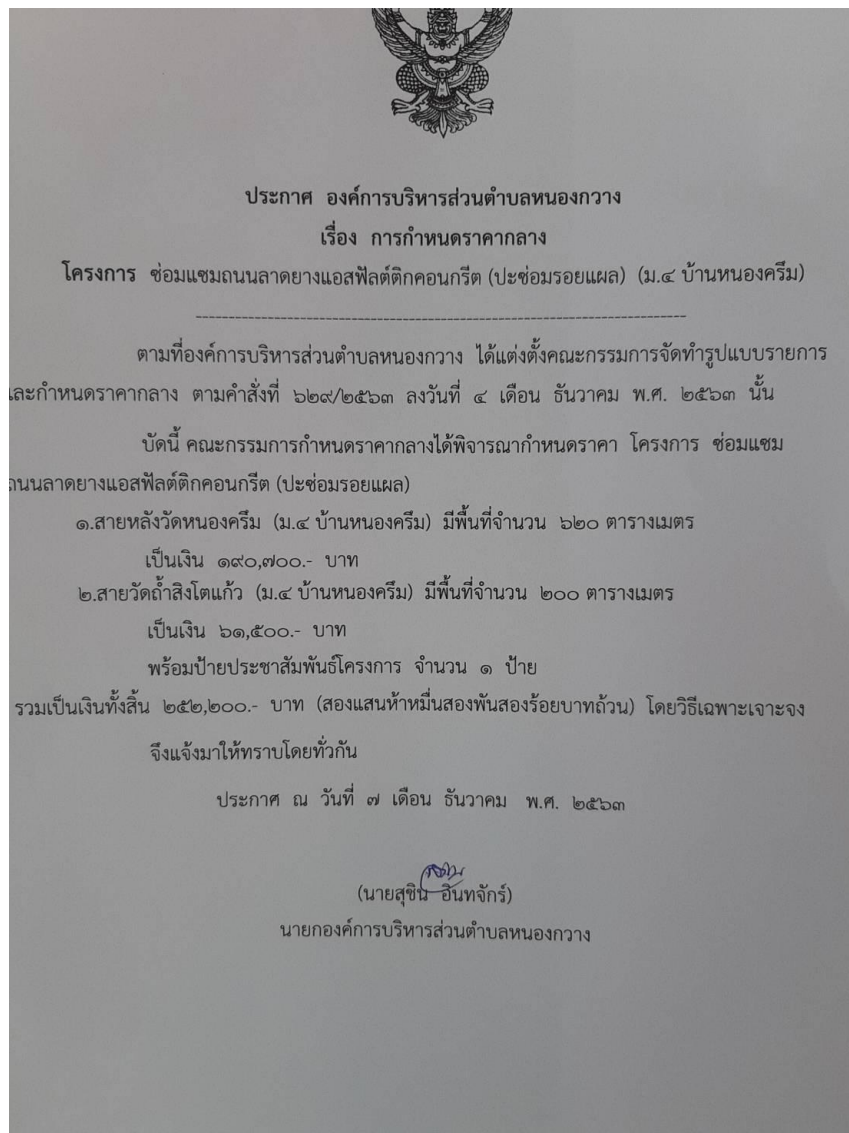 ประกาศ องค์การบริหารส่วนตำบลหนองกวาง
เรื่อง การกำหนดราคากลาง
โครงการ ซ่อมแซมถนนลาดยางแอสฟัลต์ติกคอนกรีต (ปะซ่อมรอยแผล) (ม.๔ บ้านหนองครึม)
ตามที่องค์การบริหารส่วนตำบลหนองกวาง ได้แต่งตั้งคณะกรรมการจัดทำรูปแบบรายการ
และกำหนดราคากลาง ตามคำสั่งที่ ๖๒๙/๒๕๖๓ ลงวันที่ ๔ เดือน ธันวาคม พ.ศ. ๒๕๖๓ นั้น
บัดนี้ คณะกรรมการกำหนดราคากลางได้พิจารณากำหนดราคา โครงการ ซ่อมแซม
ถนนลาดยางแอสฟัลต์ติกคอนกรีต (ปะซ่อมรอยแผล)
๑.สายหลังวัดหนองครึม (ม.๔ บ้านหนองครึม) มีพื้นที่จำนวน ๖๒๐ ตารางเมตร
เป็นเงิน ๑๙๐,๗๐๐.- บาท
๒.สายวัดถ้ำสิงโตแก้ว (ม.๔ บ้านหนองครึม) มีพื้นที่จำนวน ๒๐๐ ตารางเมตร
เป็นเงิน ๖๑,๕๐๐.- บาท
พร้อมป้ายประชาสัมพันธ์โครงการ จำนวน ๑ ป้าย
รวมเป็นเงินทั้งสิ้น ๒๕๒,๒๐๐.- บาท (สองแสนห้าหมื่นสองพันสองร้อยบาทถ้วน) โดยวิธีเฉพาะเจาะจง
จึงแจ้งมาให้ทราบโดยทั่วกัน
ประกาศ ณ วันที่ ๗ เดือน ธันวาคม พ.ศ. ๒๕๖๓
(นายสุชิน อินทจักร์)
นายกองค์การบริหารส่วนตำบลหนองกวาง